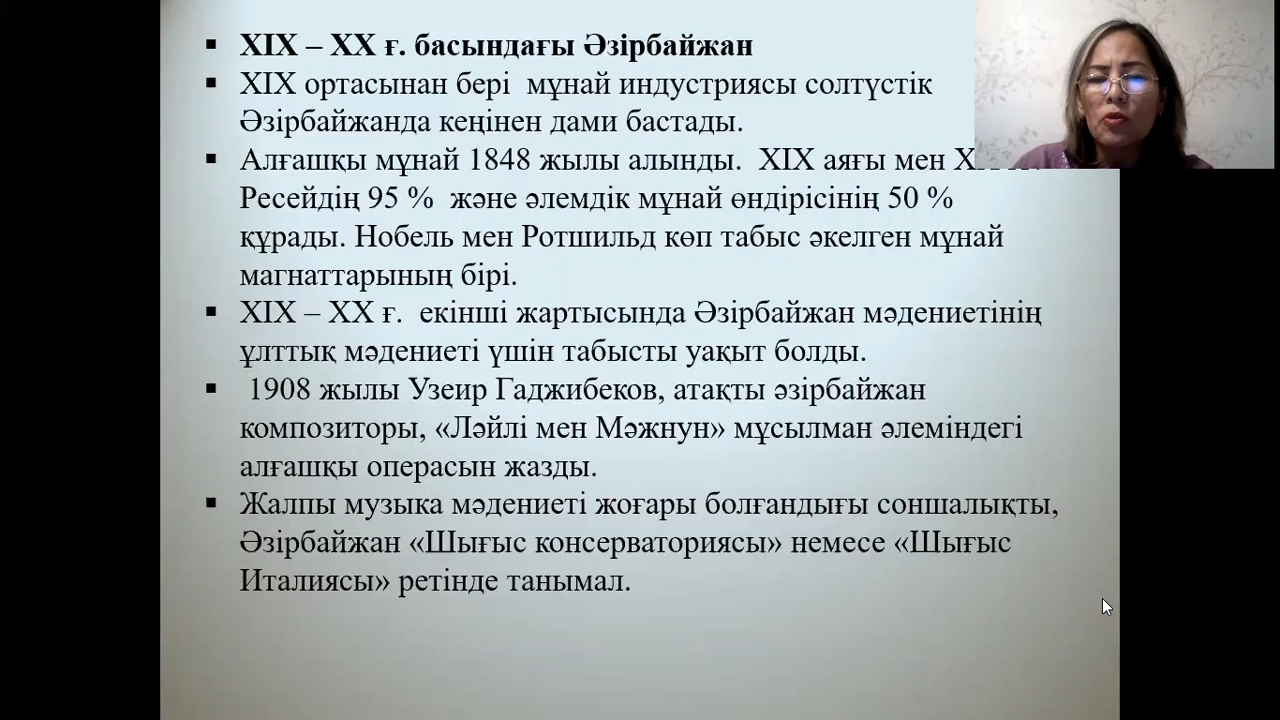 ▪ XIX – XX ғ. басындағы Әзірбайжан
▪ XIX ортасынан бері мұнай индустриясы солтүстік
Әзірбайжанда кеңінен дами бастады.
▪ Алғашқы мұнай 1848 жылы алынды. XIX аяғы мен
Ресейдің 95 % және әлемдік мұнай өндірісінің 50 %
құрады. Нобель мен Ротшильд көп табыс әкелген мұнай
магнаттарының бірі.
▪ XIX – XX ғ. екінші жартысында Әзірбайжан мәдениетінің
ұлттық мәдениеті үшін табысты уақыт болды.
▪ 1908 жылы Узеир Гаджибеков, атақты әзірбайжан
композиторы, «Ләйлі мен Мәжнун» мұсылман әлеміндегі
алғашқы операсын жазды.
▪ Жалпы музыка мәдениеті жоғары болғандығы соншалықты,
Әзірбайжан «Шығыс консерваториясы» немесе «Шығыс
Италиясы» ретінде танымал.